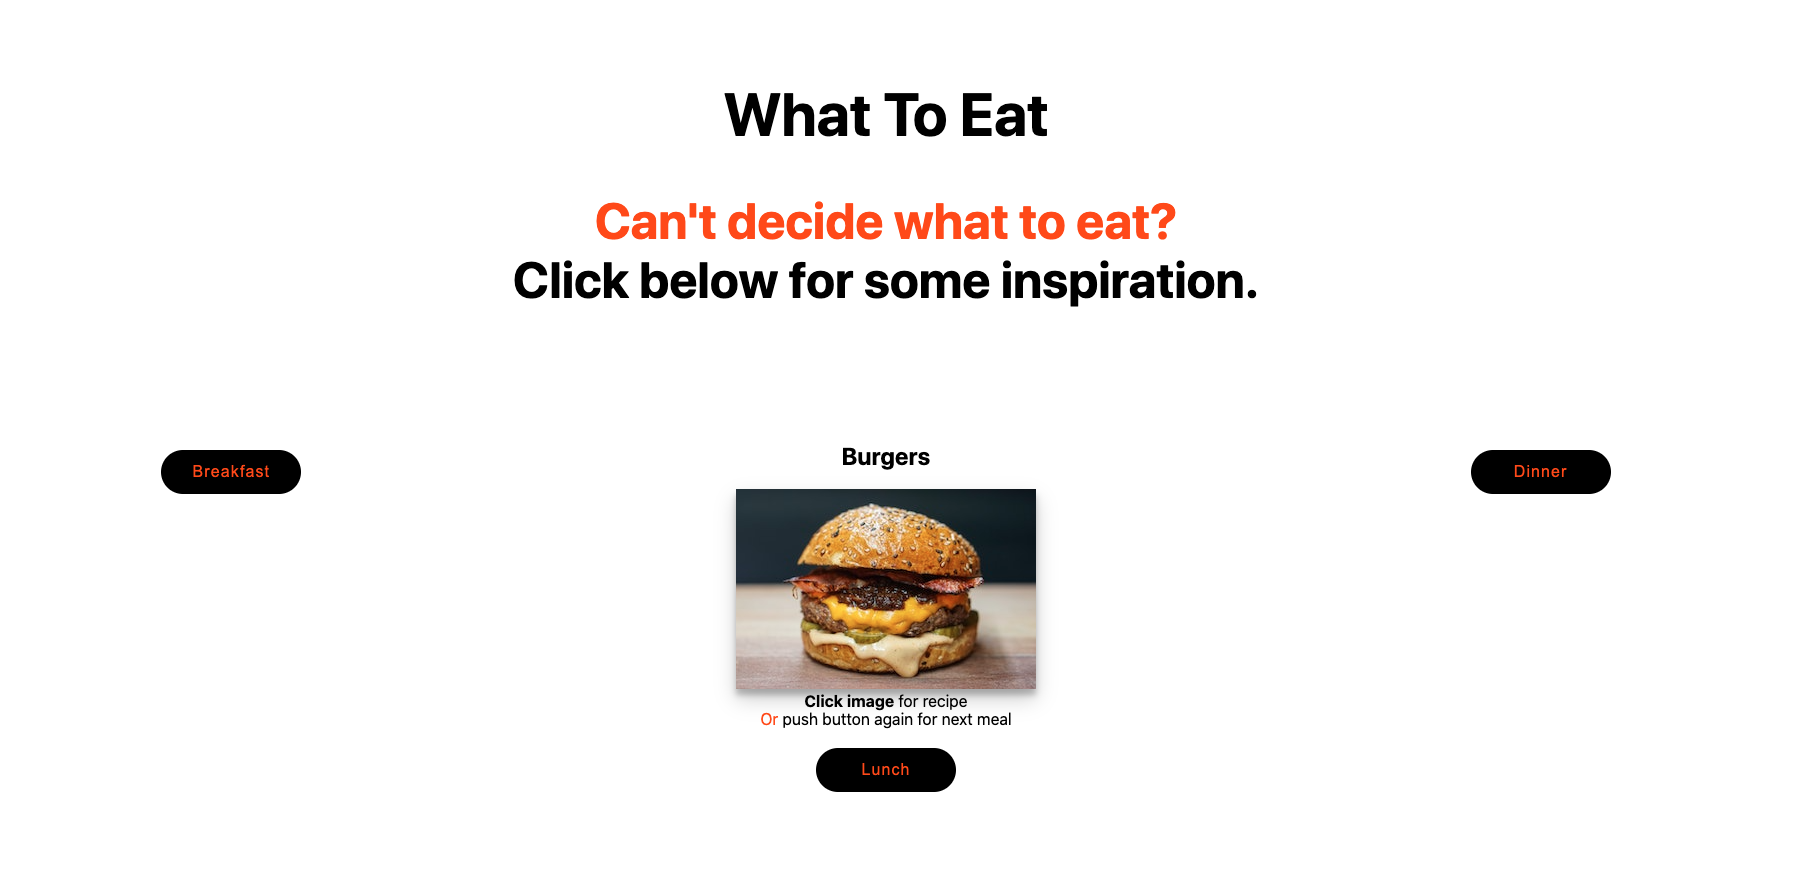 What To Eat
Can't decide what to eat?
Click below for some inspiration.
Breakfast
Burgers
Dinner
Click image for recipe
Or push button again for next meal
Lunch